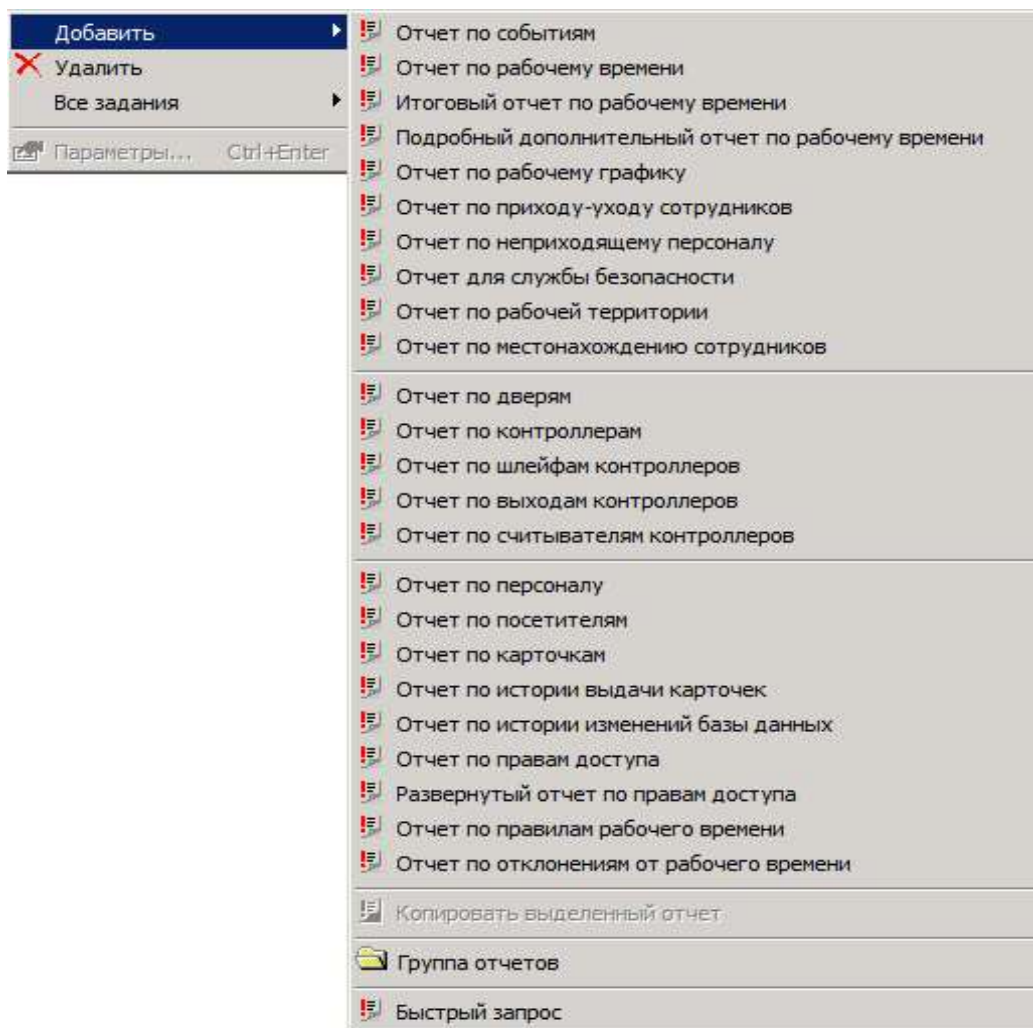 Добавить
Удалить
Все задания
Параметры... Ctrl+Enter
Отчет по событиям
Отчет по рабочему времени
Итоговый отчет по рабочему времени
Подробный дополнительный отчет по рабочему времени
Отчет по рабочему графику
Отчет по приходу-уходу сотрудников
Отчет по неприходящему персоналу
Отчет для службы безопасности
Отчет по рабочей территории
Отчет по местонахождению сотрудников
Отчет по дверям
Отчет по контроллерам
Отчет по шлейфам контроллеров
Отчет по выходам контроллеров
Отчет по считывателям контроллеров
Отчет по персоналу
Отчет по посетителям
Отчет по карточкам
Отчет по истории выдачи карточек
Отчет по истории изменений базы данных
Отчет по правам доступа
Развернутый отчет по правам доступа
Отчет по правилам рабочего времени
Отчет по отклонениям от рабочего времени
Копировать выделенный отчет
Группа отчетов
Быстрый запрос